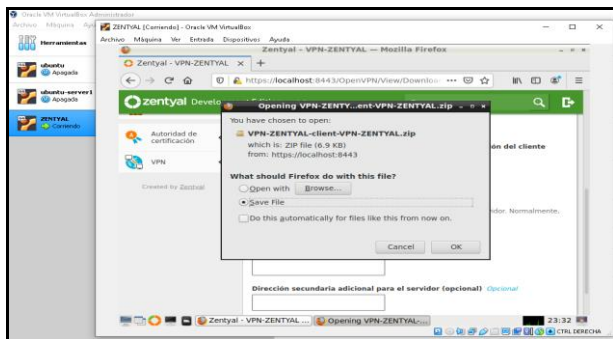 Oracle VM VirtualBox Administrador
Archivo Máquina Ayu
Herramientas
ubuntu
Apagada
ubuntu-server1
Apagada
ZENTYAL
Corriendo
ZENTYAL [Corriendo] - Oracle VM VirtualBox
Archivo Máquina Ver Entrada Dispositivos Ayuda
Zentyal - VPN-ZENTYAL — Mozilla Firefox
Zentyal - VPN-ZENTYAL
https://localhost:8443/OpenVPN/View/Downloa
zentyal Develo
Autoridad de
certificación
VPN
Created by Zentyal
Opening VPN-ZENTY...ent-VPN-ZENTYAL.zip
You have chosen to open:
VPN-ZENTYAL-client-VPN-ZENTYAL.zip
which is: ZIP file (6.9 KB)
from: https://localhost:8443
What should Firefox do with this file?
Open with Browse...
Save File
Do this automatically for files like this from now on.
Cancel OK
ón del cliente
idor. Normalmente,
Dirección secundaria adicional para el servidor (opcional) Opcional
Zentyal - VPN-ZENTYAL ...
Opening VPN-ZENTYAL-...
23:32
CTRL DERECHA